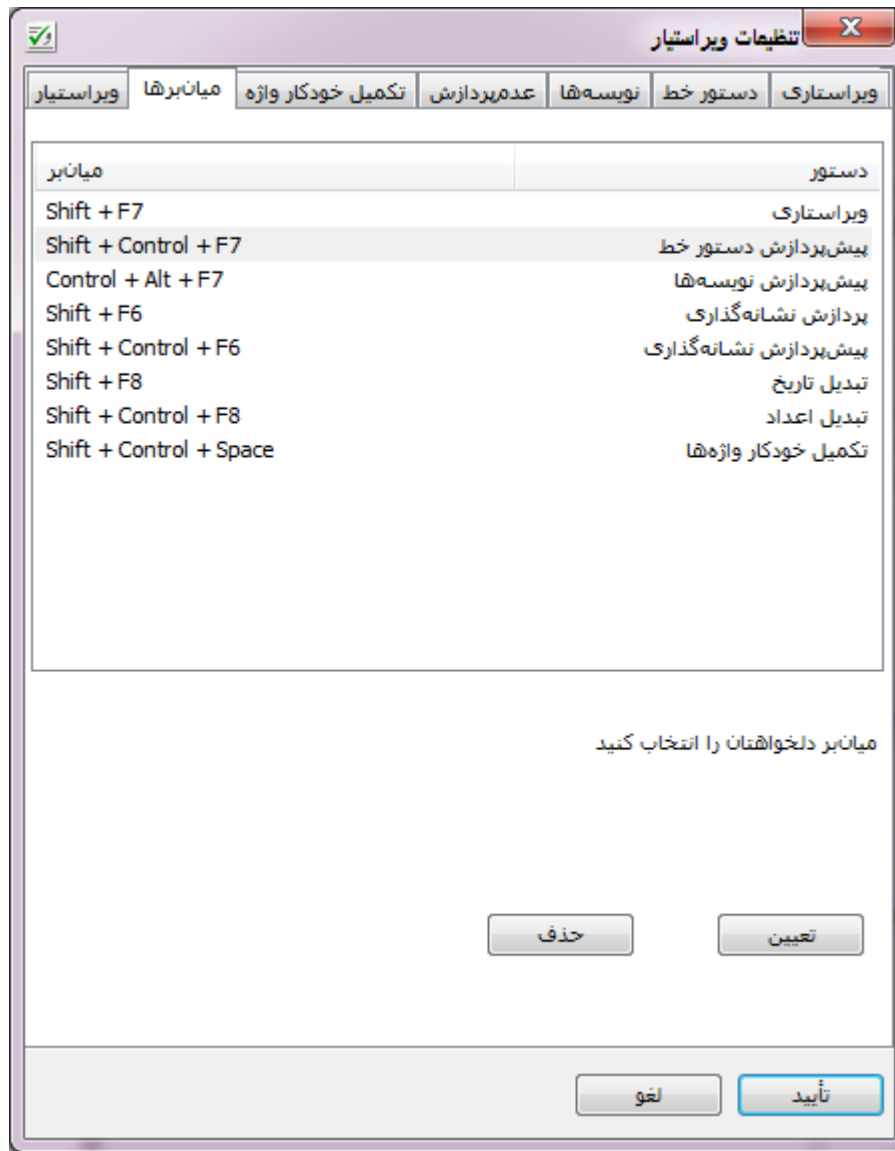 تنظیمات ویراستیار
ویراستاری دستور خط نویسه‌ها عدم‌پردازش تکمیل خودکار واژه میان‌برها ویراستیار
دستور میان‌بر
ویراستاری Shift + F7
پیش‌پردازش دستور خط Shift + Control + F7
پیش‌پردازش نویسه‌ها Control + Alt + F7
پردازش نشانه‌گذاری Shift + F6
پیش‌پردازش نشانه‌گذاری Shift + Control + F6
تبدیل تاریخ Shift + F8
تبدیل اعداد Shift + Control + F8
تکمیل خودکار واژه‌ها Shift + Control + Space
میان‌بر دلخواهتان را انتخاب کنید
تعیین حذف
تأیید لغو